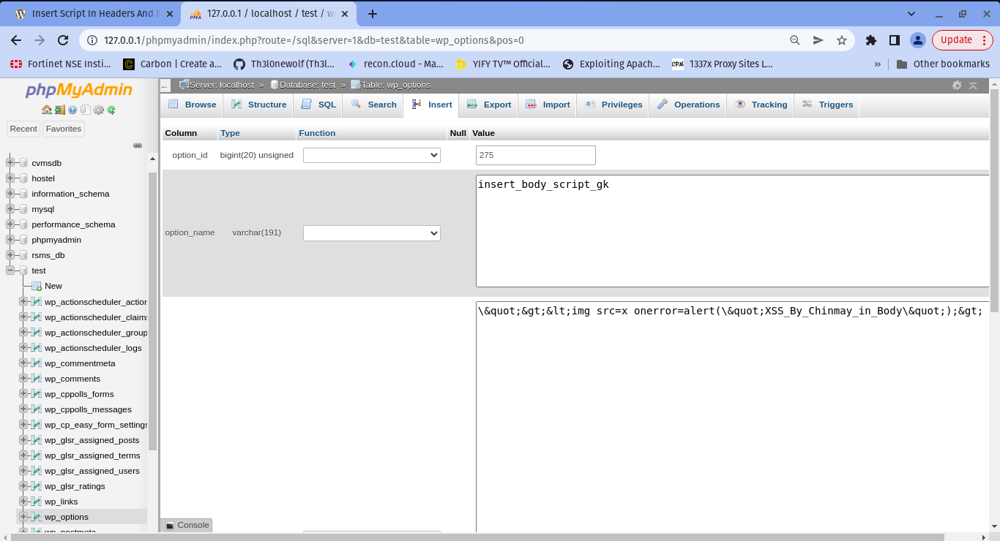 Insert Script In Headers And F
127.0.0.1 / localhost / test / w
127.0.0.1/phpmyadmin/index.php?route=/sql&server=1&db=test&table=wp_options&pos=0
Update
Fortinet NSE Insti...
Carbon | Create a...
Th3l0newolf (Th3l...
recon.cloud - Ma...
YIFY TV™ Official...
Exploiting Apach...
1337x Proxy Sites L...
»
Other bookmarks
phpMyAdmin
Recent
Favorites
cvmsdb
hostel
information_schema
mysql
performance_schema
phpmyadmin
rsms_db
test
New
wp_actionscheduler_action
wp_actionscheduler_claims
wp_actionscheduler_group
wp_actionscheduler_logs
wp_commentmeta
wp_comments
wp_cppolls_forms
wp_cppolls_messages
wp_cp_easy_form_settings
wp_glsr_assigned_posts
wp_glsr_assigned_terms
wp_glsr_assigned_users
wp_glsr_ratings
wp_links
wp_options
wp_postmeta
Server: localhost » Database: test » Table: wp_options
Browse Structure SQL Search Insert Export Import Privileges Operations Tracking Triggers
Column Type Function Null Value
option_id bigint(20) unsigned 275
option_name varchar(191) insert_body_script_gk
\&quot;&gt;&lt;img src=x onerror=alert(\&quot;XSS_By_Chinmay_in_Body\&quot;);&gt;
Console